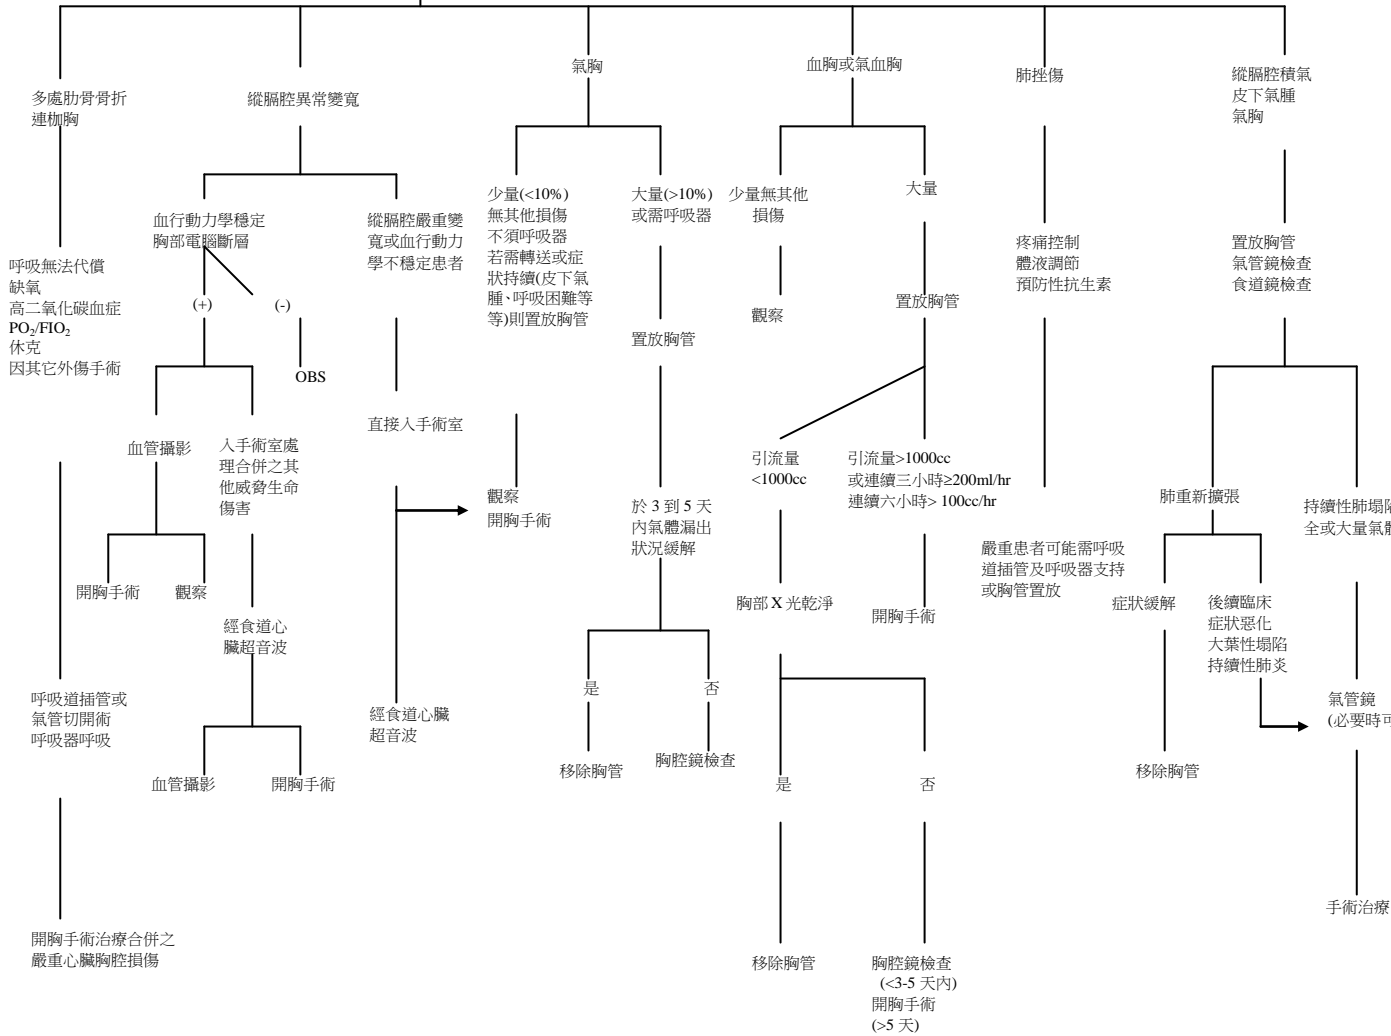 多處肋骨骨折
連枷胸
呼吸無法代償
缺氧
高二氧化碳血症
PO₂/FIO₂
休克
因其它外傷手術
呼吸道插管或
氣管切開術
呼吸器呼吸
開胸手術治療合併之
嚴重心臟胸腔損傷
縱膈腔異常變寬
血行動力學穩定
胸部電腦斷層
(+)
(-)
OBS
血管攝影
開胸手術
觀察
入手術室處
理合併之其
他威脅生命
傷害
經食道心
臟超音波
血管攝影
開胸手術
縱膈腔嚴重變
寬或血行動力
學不穩定患者
直接入手術室
經食道心臟
超音波
氣胸
少量(<10%)
無其他損傷
不須呼吸器
若需轉送或症
狀持續(皮下氣
腫、呼吸困難等
等)則置放胸管
觀察
開胸手術
大量(>10%)
或需呼吸器
置放胸管
於 3 到 5 天
內氣體漏出
狀況緩解
是
移除胸管
否
胸腔鏡檢查
血胸或氣血胸
少量無其他
損傷
觀察
大量
置放胸管
引流量
<1000cc
胸部 X 光乾淨
是
移除胸管
否
胸腔鏡檢查
(<3-5 天內)
開胸手術
(>5 天)
引流量>1000cc
或連續三小時≥200ml/hr
連續六小時> 100cc/hr
開胸手術
肺挫傷
疼痛控制
體液調節
預防性抗生素
嚴重患者可能需呼吸
道插管及呼吸器支持
或胸管置放
縱膈腔積氣
皮下氣腫
氣胸
置放胸管
氣管鏡檢查
食道鏡檢查
肺重新擴張
症狀緩解
移除胸管
後續臨床
症狀惡化
大葉性塌陷
持續性肺炎
持續性肺塌陷
全或大量氣體
氣管鏡
(必要時可
手術治療